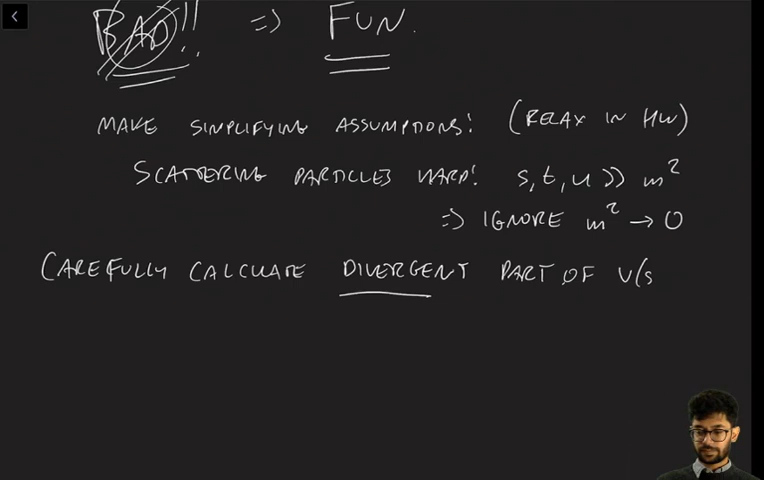 BAD!! => FUN.
MAKE SIMPLIFYING ASSUMPTIONS! (RELAX IN HW)
SCATTERING PARTICLES HARD! s, t, u >> m²
=> IGNORE m² → 0
CAREFULLY CALCULATE DIVERGENT PART OF V(s